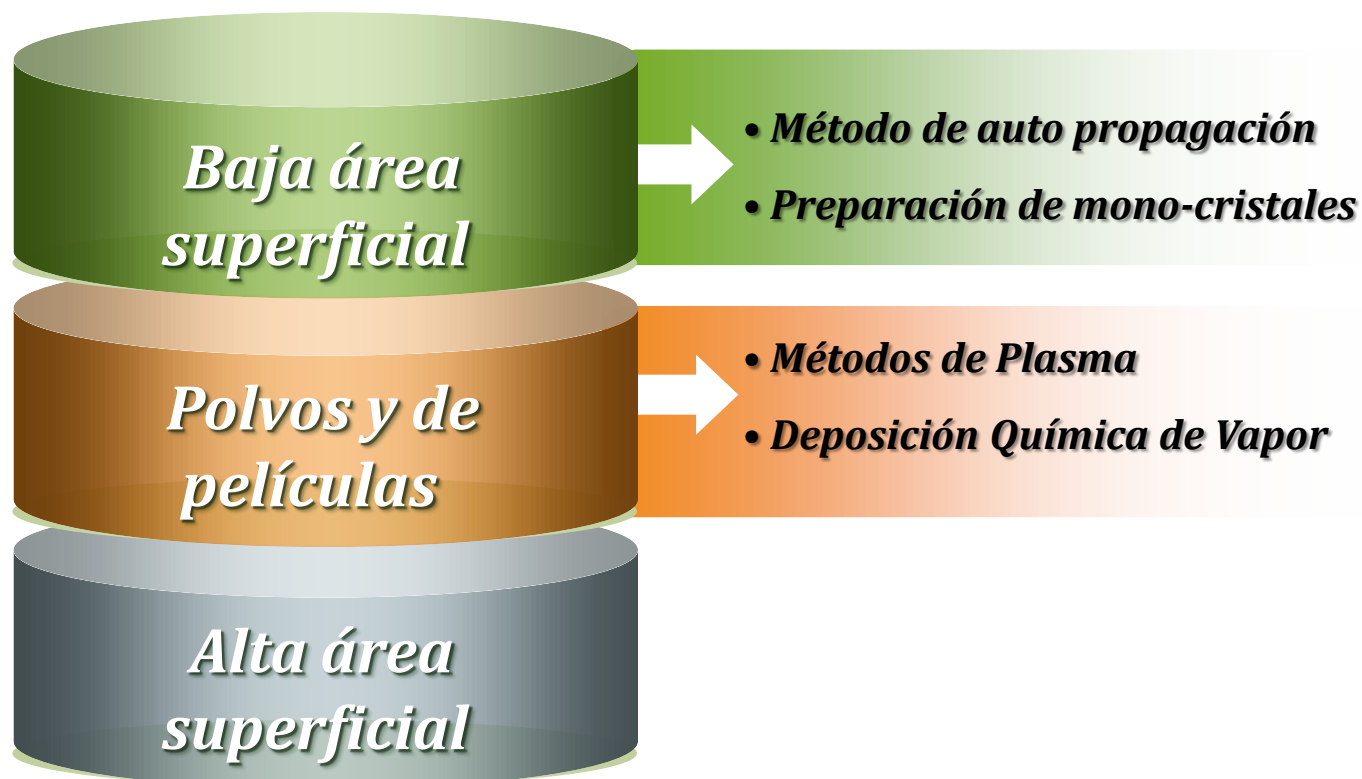 Baja área
superficial
• Método de auto propagación
• Preparación de mono-cristales
Polvos y de
películas
• Métodos de Plasma
• Deposición Química de Vapor
Alta área
superficial